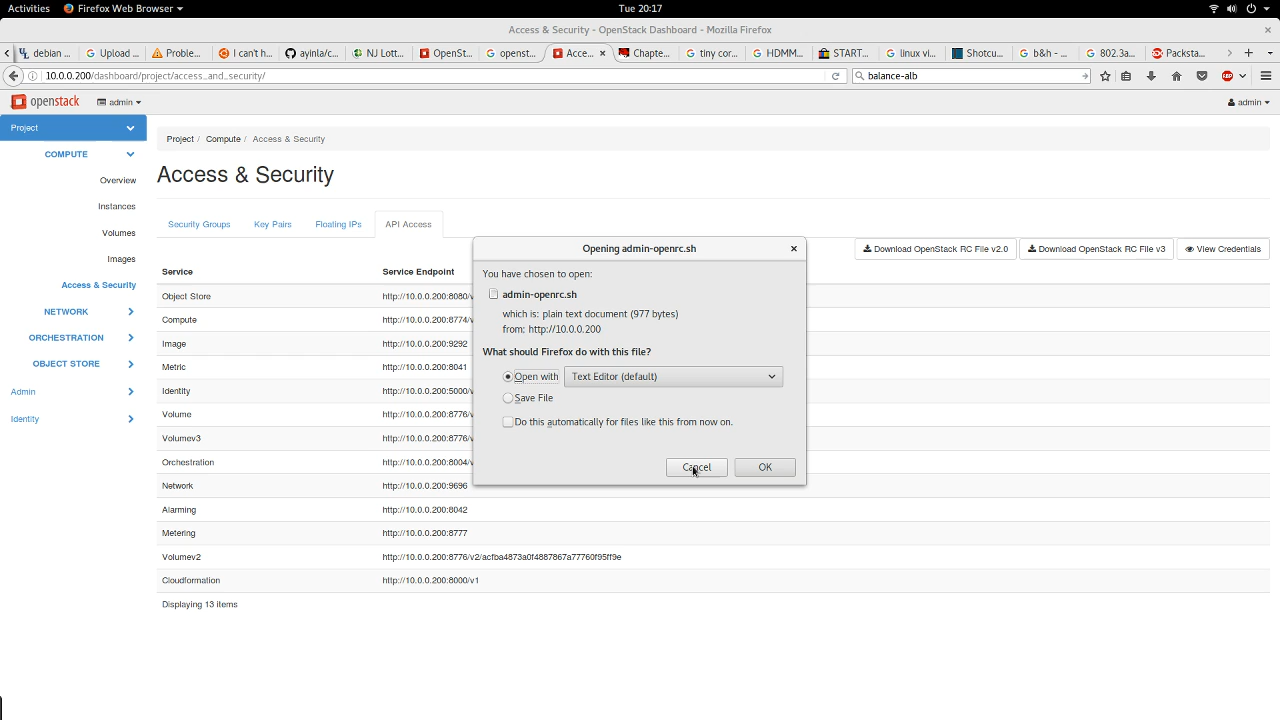 Activities Firefox Web Browser Tue 20:17
Access & Security - OpenStack Dashboard - Mozilla Firefox
debian ... Upload ... Proble... I can't h... ayinla/c... NJ Lott... OpenSt... openst... Acce... Chapte... tiny cor... HDMM... START... linux vi... Shotcu... b&h - ... 802.3a... Packsta...
10.0.0.200/dashboard/project/access_and_security/ balance-alb
openstack admin admin
Project
COMPUTE
Overview
Instances
Volumes
Images
Access & Security
NETWORK
ORCHESTRATION
OBJECT STORE
Admin
Identity
Project / Compute / Access & Security
Access & Security
Security Groups Key Pairs Floating IPs API Access
Download OpenStack RC File v2.0 Download OpenStack RC File v3 View Credentials
Service Service Endpoint
Object Store http://10.0.0.200:8080/v
Compute http://10.0.0.200:8774/v
Image http://10.0.0.200:9292
Metric http://10.0.0.200:8041
Identity http://10.0.0.200:5000/
Volume http://10.0.0.200:8776/
Volumev3 http://10.0.0.200:8776/v
Orchestration http://10.0.0.200:8004/v
Network http://10.0.0.200:9696
Alarming http://10.0.0.200:8042
Metering http://10.0.0.200:8777
Volumev2 http://10.0.0.200:8776/v2/acfba4873a0f4887867a77760f95ff9e
Cloudformation http://10.0.0.200:8000/v1
Displaying 13 items
Opening admin-openrc.sh
You have chosen to open:
admin-openrc.sh
which is: plain text document (977 bytes)
from: http://10.0.0.200
What should Firefox do with this file?
Open with Text Editor (default)
Save File
Do this automatically for files like this from now on.
Cancel OK